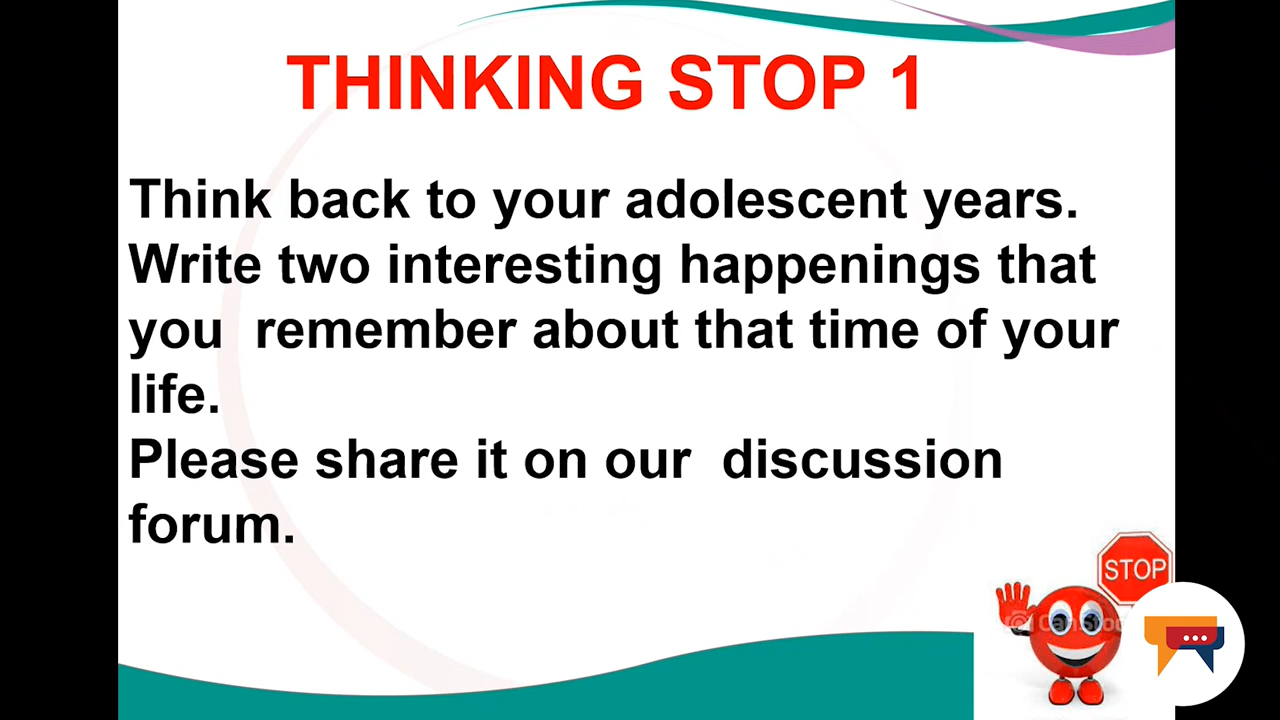 THINKING STOP 1
Think back to your adolescent years.
Write two interesting happenings that
you  remember about that time of your
life.
Please share it on our  discussion
forum.
STOP